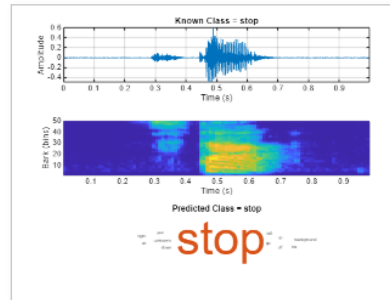 Known Class = stop
Amplitude
0.6
0.4
0.2
0
-0.2
-0.4
0 0.1 0.2 0.3 0.4 0.5 0.6 0.7 0.8 0.9
Time (s)
Bark (bins)
50
40
30
20
10
0.1 0.2 0.3 0.4 0.5 0.6 0.7 0.8 0.9
Time (s)
Predicted Class = stop
stop